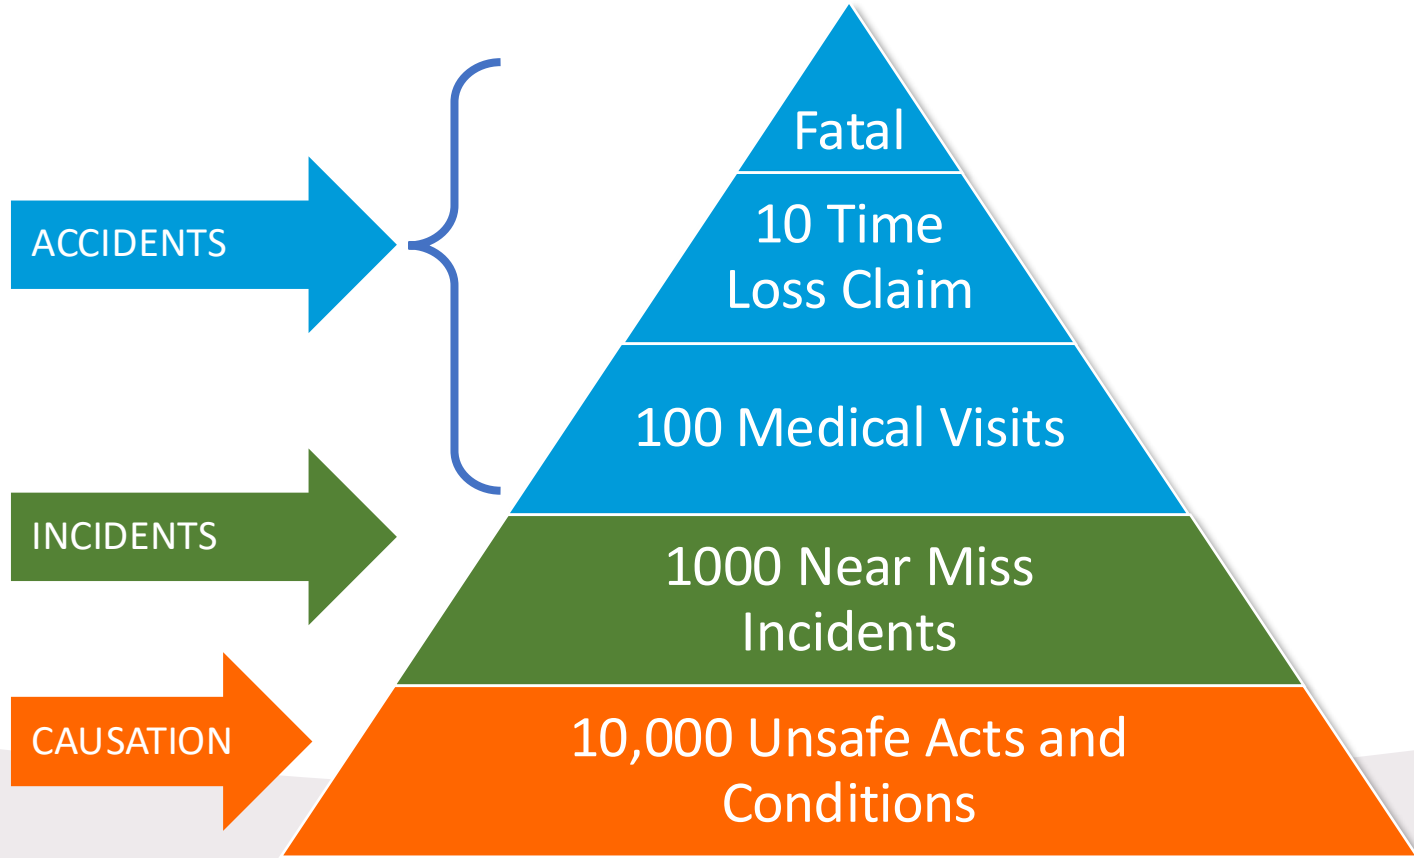 Fatal
10 Time
Loss Claim
ACCIDENTS
100 Medical Visits
INCIDENTS
1000 Near Miss
Incidents
CAUSATION
10,000 Unsafe Acts and
Conditions